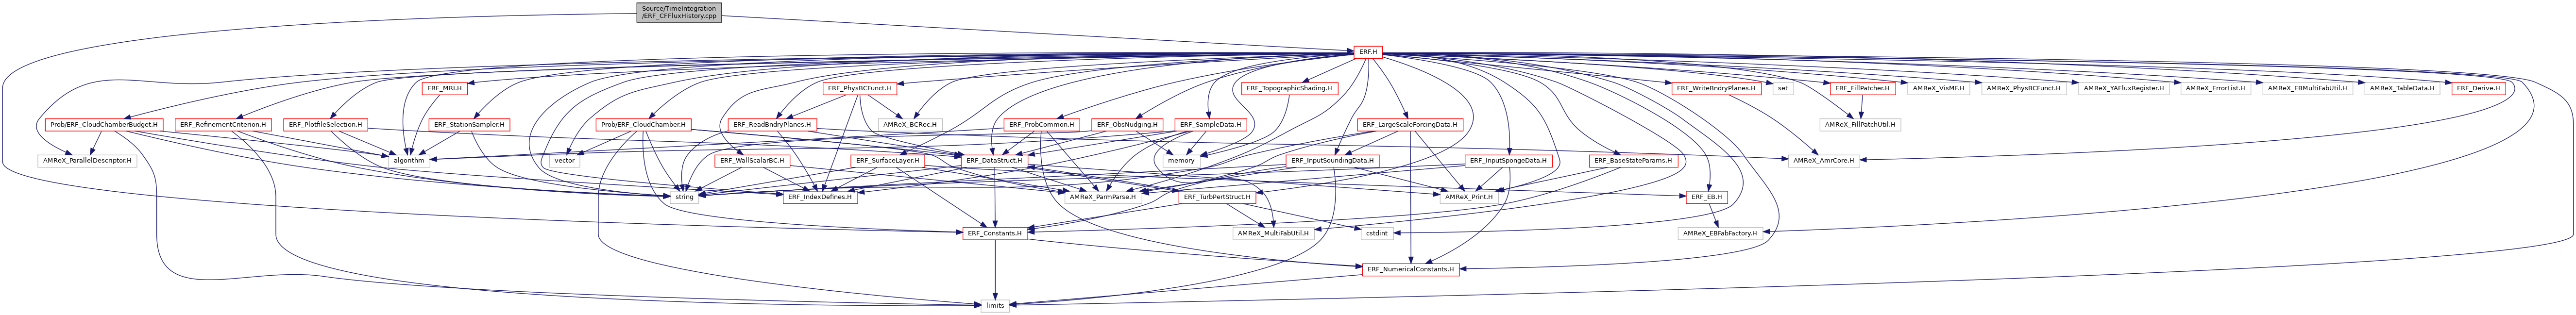 Source/TimeIntegration
/ERF_CFFluxHistory.cpp
ERF.H
ERF_MRI.H
ERF_PhysBCFunct.H
ERF_TopographicShading.H
ERF_WriteBndryPlanes.H
set
ERF_FillPatcher.H
AMReX_VisMF.H
AMReX_PhysBCFunct.H
AMReX_YAFluxRegister.H
AMReX_ErrorList.H
AMReX_EBMultiFabUtil.H
AMReX_TableData.H
ERF_Derive.H
Prob/ERF_CloudChamberBudget.H
ERF_RefinementCriterion.H
ERF_PlotfileSelection.H
ERF_StationSampler.H
Prob/ERF_CloudChamber.H
ERF_ReadBndryPlanes.H
AMReX_BCRec.H
ERF_ProbCommon.H
ERF_ObsNudging.H
ERF_SampleData.H
ERF_LargeScaleForcingData.H
AMReX_FillPatchUtil.H
AMReX_ParallelDescriptor.H
algorithm
vector
ERF_WallScalarBC.H
ERF_SurfaceLayer.H
ERF_DataStruct.H
memory
ERF_InputSoundingData.H
ERF_InputSpongeData.H
ERF_BaseStateParams.H
AMReX_AmrCore.H
string
ERF_IndexDefines.H
AMReX_ParmParse.H
ERF_TurbPertStruct.H
AMReX_Print.H
ERF_EB.H
ERF_Constants.H
AMReX_MultiFabUtil.H
cstdint
AMReX_EBFabFactory.H
ERF_NumericalConstants.H
limits